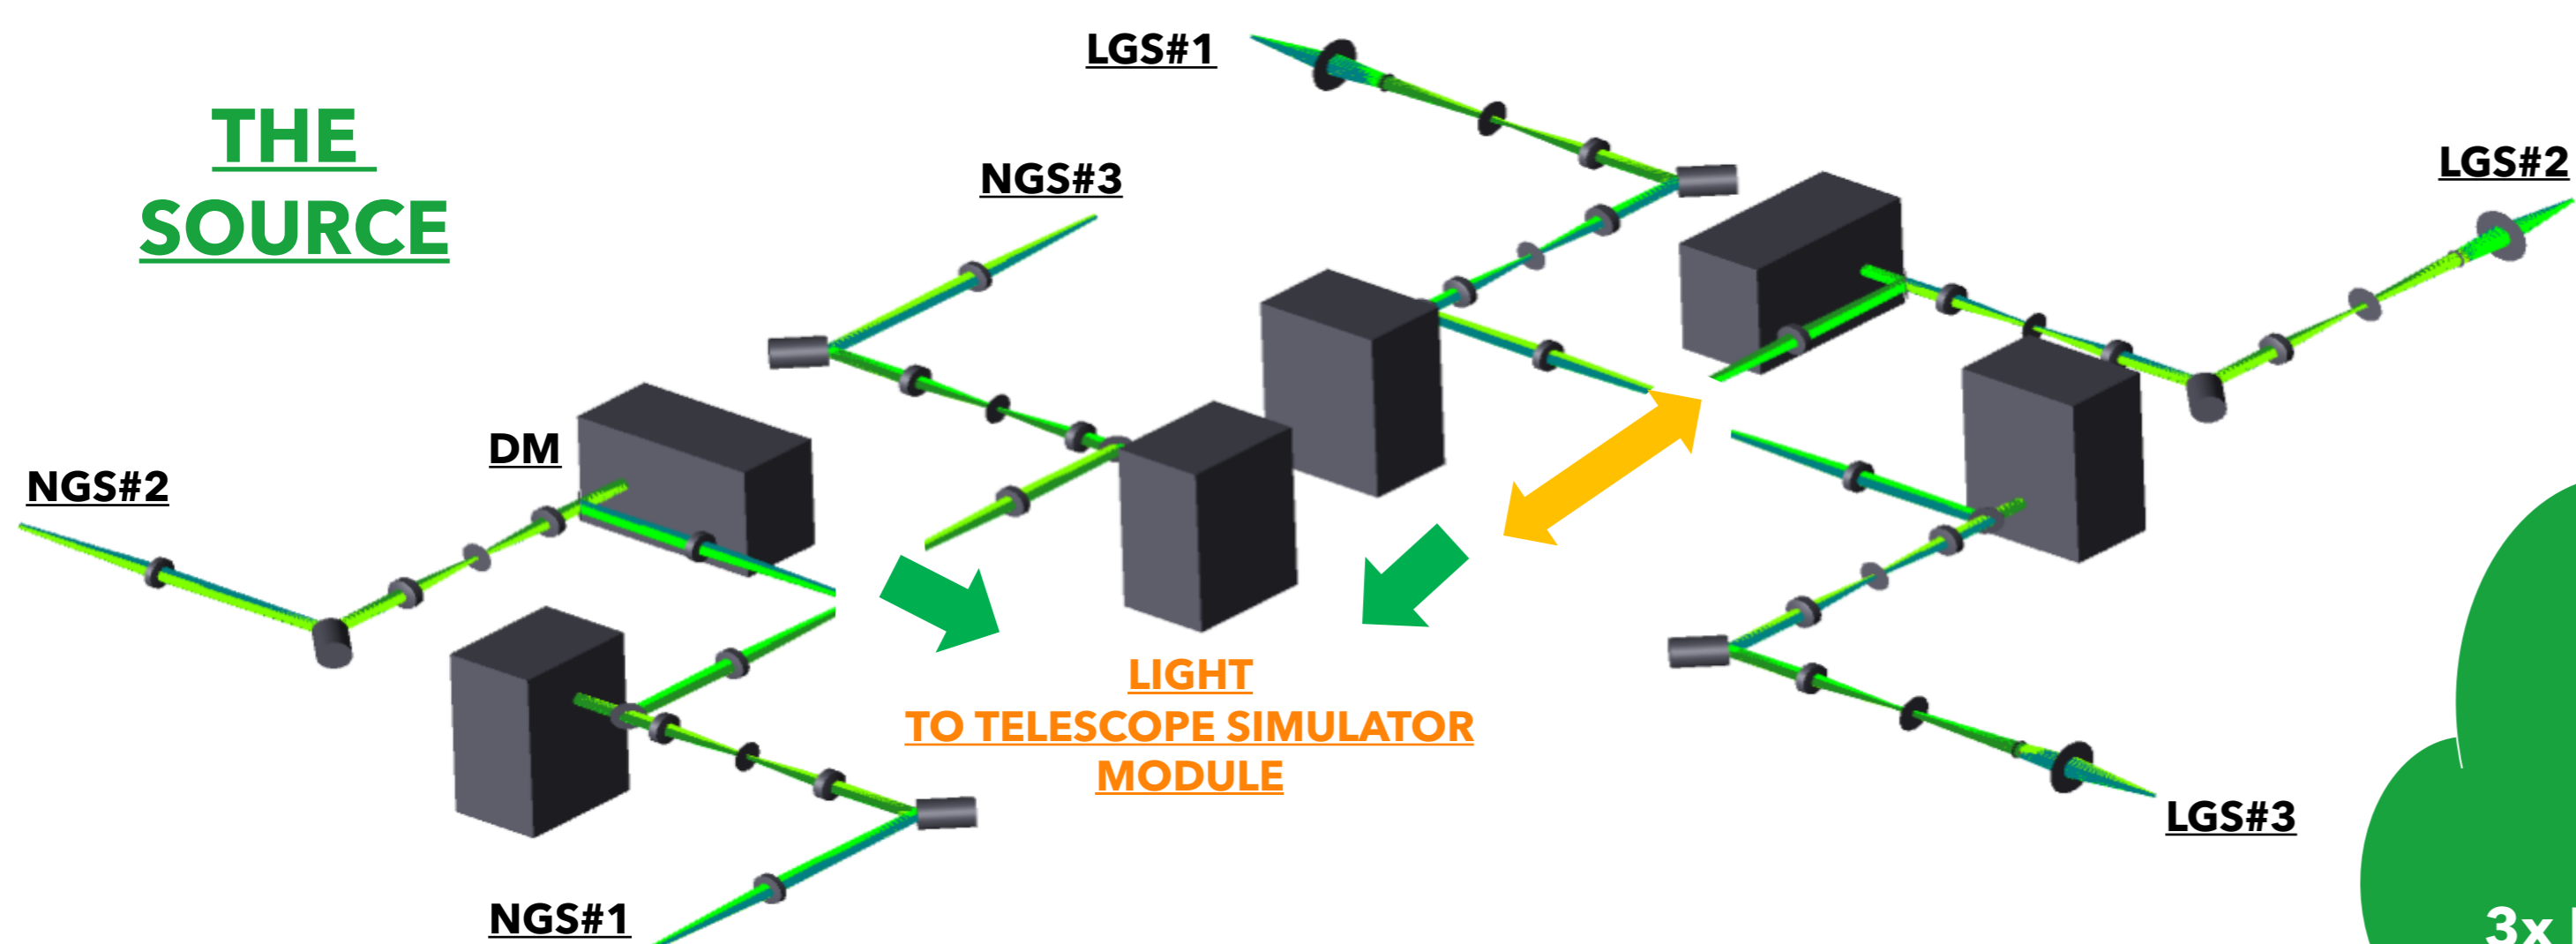 THE
SOURCE
LGS#1
NGS#3
LGS#2
DM
NGS#2
LIGHT
TO TELESCOPE SIMULATOR
MODULE
LGS#3
NGS#1
3x